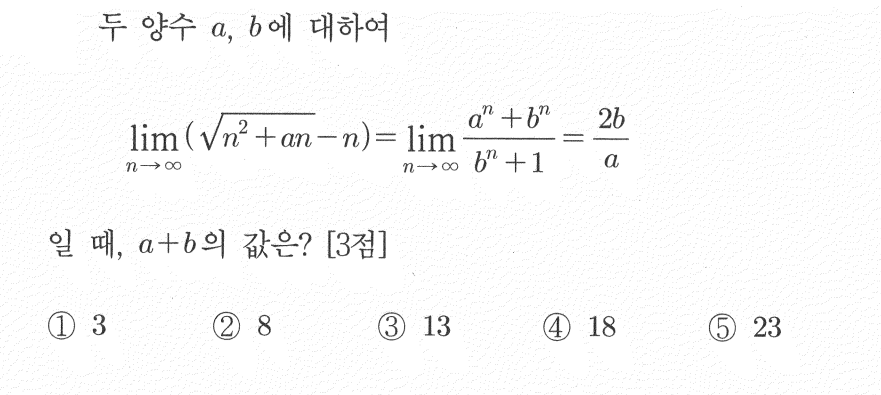 두 양수 a, b에 대하여
lim_{n→∞} (√(n² + an) − n) = lim_{n→∞} (aⁿ + bⁿ)/(bⁿ + 1) = 2b/a
일 때, a+b의 값은? [3점]
① 3 ② 8 ③ 13 ④ 18 ⑤ 23